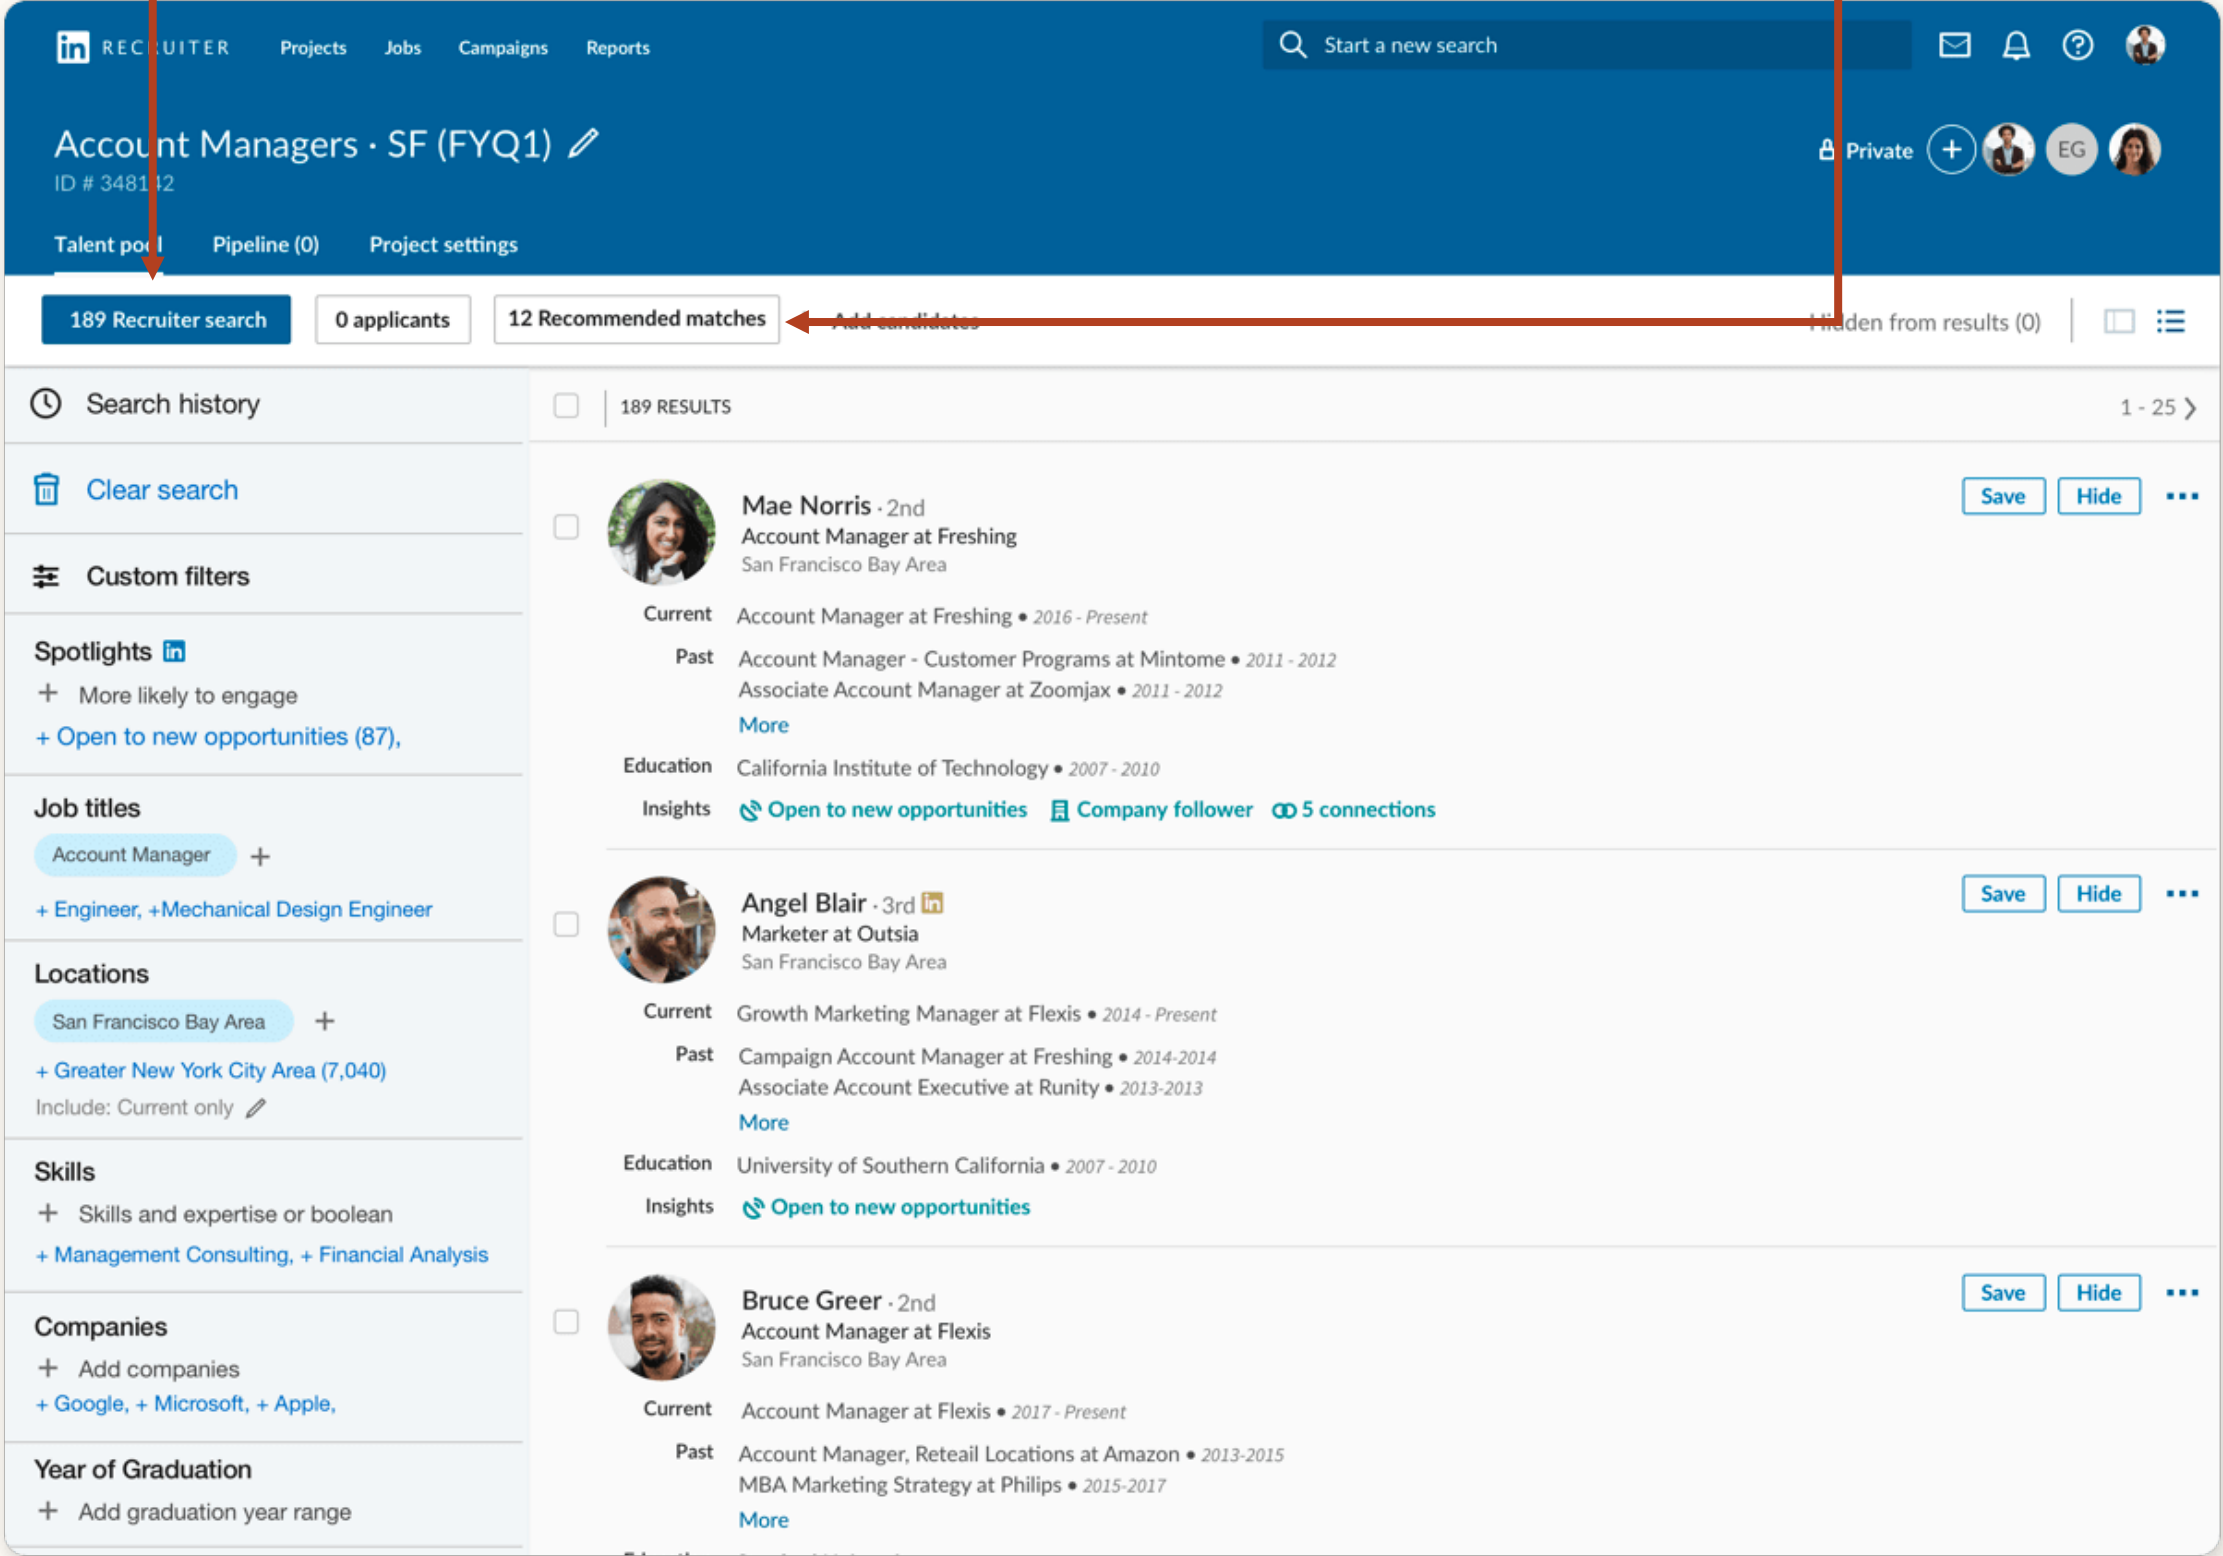 in RECRUITER Projects Jobs Campaigns Reports Start a new search
Account Managers · SF (FYQ1)
ID # 348142
Private + EG
Talent pool Pipeline (0) Project settings
189 Recruiter search 0 applicants 12 Recommended matches Add candidates Hidden from results (0)
Search history
Clear search
Custom filters
Spotlights in
+ More likely to engage
+ Open to new opportunities (87),
Job titles
Account Manager +
+ Engineer, +Mechanical Design Engineer
Locations
San Francisco Bay Area +
+ Greater New York City Area (7,040)
Include: Current only
Skills
+ Skills and expertise or boolean
+ Management Consulting, + Financial Analysis
Companies
+ Add companies
+ Google, + Microsoft, + Apple,
Year of Graduation
+ Add graduation year range
189 RESULTS 1 - 25
Mae Norris · 2nd Save Hide
Account Manager at Freshing
San Francisco Bay Area
Current Account Manager at Freshing • 2016 - Present
Past Account Manager - Customer Programs at Mintome • 2011 - 2012
Associate Account Manager at Zoomjax • 2011 - 2012
More
Education California Institute of Technology • 2007 - 2010
Insights Open to new opportunities Company follower 5 connections
Angel Blair · 3rd in Save Hide
Marketer at Outsia
San Francisco Bay Area
Current Growth Marketing Manager at Flexis • 2014 - Present
Past Campaign Account Manager at Freshing • 2014-2014
Associate Account Executive at Runity • 2013-2013
More
Education University of Southern California • 2007 - 2010
Insights Open to new opportunities
Bruce Greer · 2nd Save Hide
Account Manager at Flexis
San Francisco Bay Area
Current Account Manager at Flexis • 2017 - Present
Past Account Manager, Reteail Locations at Amazon • 2013-2015
MBA Marketing Strategy at Philips • 2015-2017
More